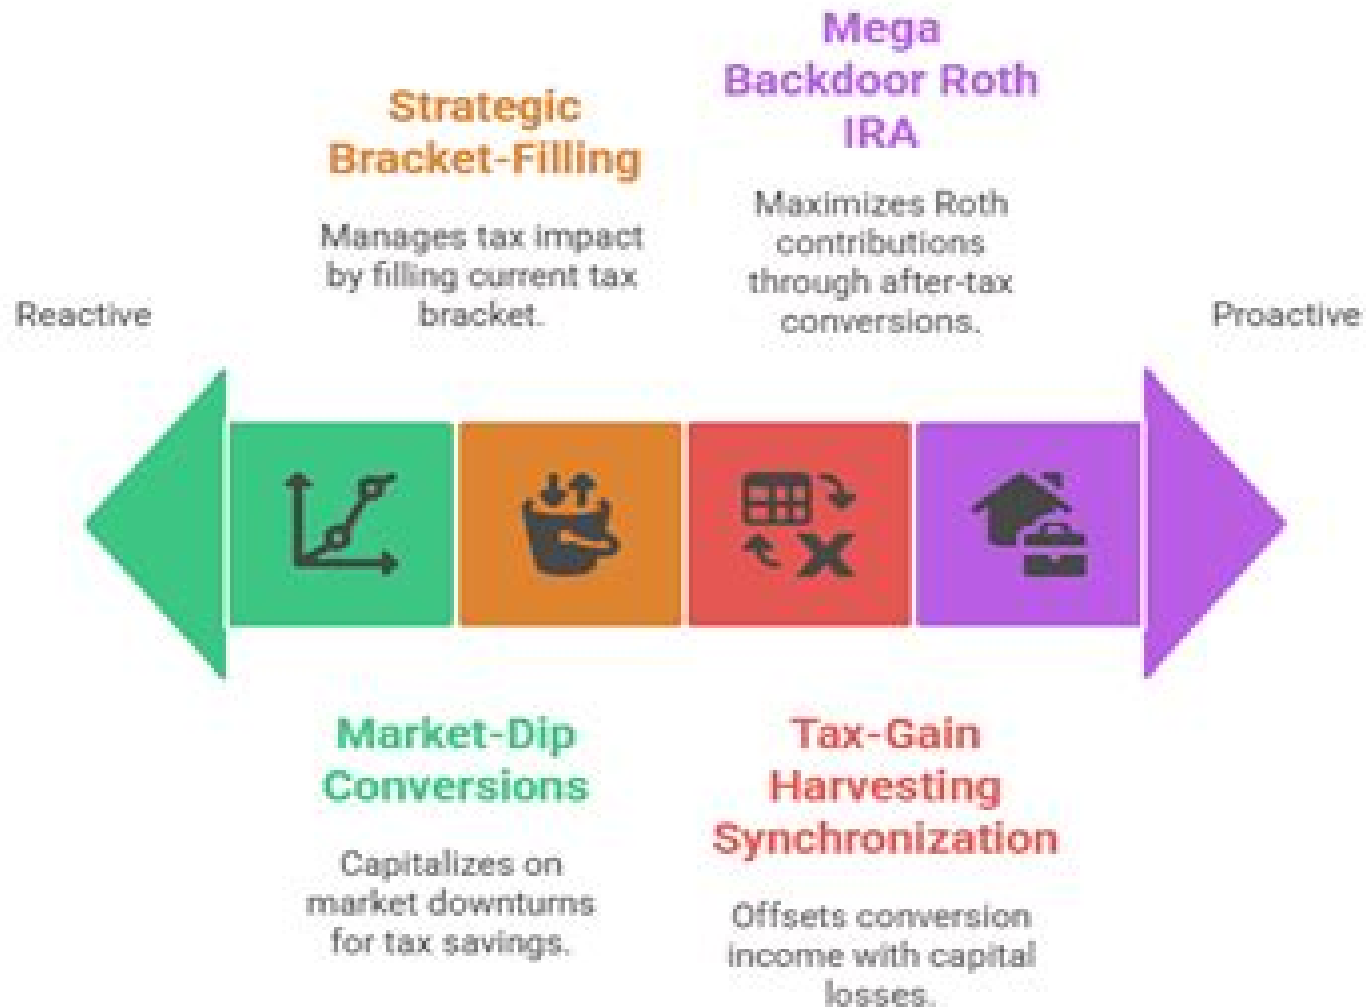 Mega
Backdoor Roth
IRA
Strategic
Bracket-Filling
Maximizes Roth
contributions
through after-tax
conversions.
Manages tax impact
by filling current tax
bracket.
Reactive
Proactive
Market-Dip
Conversions
Capitalizes on
market downturns
for tax savings.
Tax-Gain
Harvesting
Synchronization
Offsets conversion
income with capital
losses.